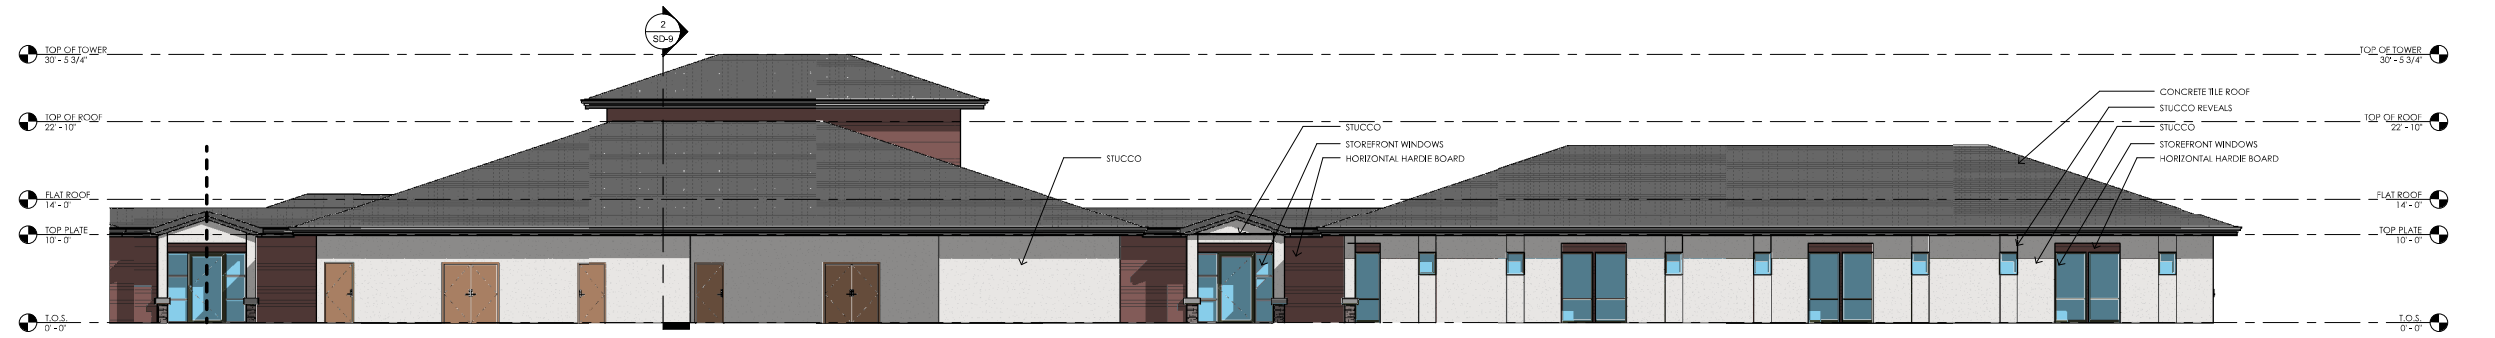 2
SD-9
TOP OF TOWER
30' - 5 3/4"
TOP OF TOWER
30' - 5 3/4"
CONCRETE TILE ROOF
STUCCO REVEALS
TOP OF ROOF
22' - 10"
TOP OF ROOF
22' - 10"
STUCCO
STUCCO
STOREFRONT WINDOWS
STOREFRONT WINDOWS
STUCCO
HORIZONTAL HARDIE BOARD
HORIZONTAL HARDIE BOARD
FLAT ROOF
14' - 0"
FLAT ROOF
14' - 0"
TOP PLATE
10' - 0"
TOP PLATE
10' - 0"
T.O.S.
0' - 0"
T.O.S.
0' - 0"